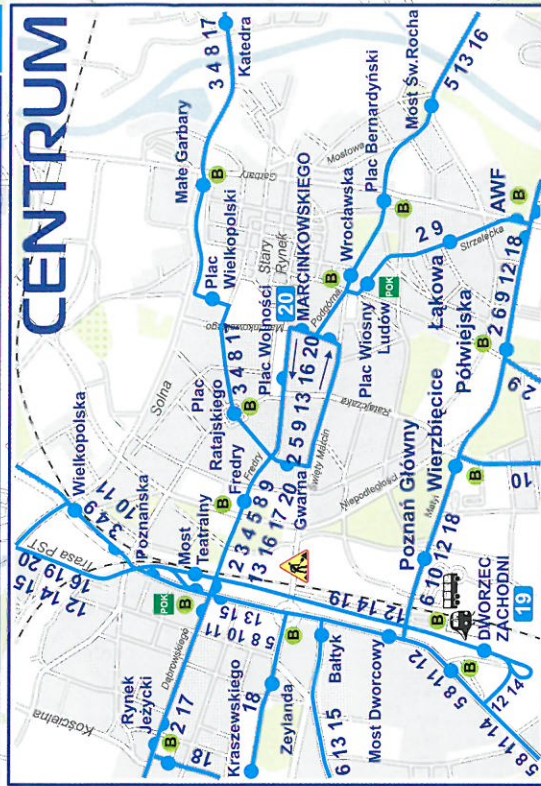 CENTRUM
3 4 8 17
Katedra
Małe Garbary
B
Garbary
Plac
Wielkopolski
Stary
Rynek
Mostowa
5 13 16
Most Św.Rocha
Plac Bernardyński
B
Wrocławska
B
20
MARCINKOWSKIEGO
Marcinkowskiego
Plac Wolności
Podgórna
Plac Wiosny
Ludów
POK
2 9
Łąkowa
Strzelecka
AWF
B
Solna
Plac
Ratajskiego
3 4 8 17
B
Wielkopolska
3 4 9
10 11
Fredry
Fredry
B
2 3 4 5 8 9
13 16 17 20
Gwarna
2 5 9 13 16 20
Święty Marcin
Ratajczaka
Niepodległości
Półwiejska
B
2 6 9 12 18
2
9
Wierzbięcice
B
10
Matyi
Poznań Główny
6 10 12 18
B
Trasa PST
12 14 15
16 19 20
Poznańska
Most
Teatralny
POK
B
Kościelna
Dąbrowskiego
Rynek
Jeżycki
B
2 17
18
Kraszewskiego
18
13 15
5 8 10 11
B
Zeylanda
Bałtyk
6 13 15
Most Dworcowy
12 14 19
DWORZEC
ZACHODNI
19
B
5 8 11 12
12 14
5 8 11 14